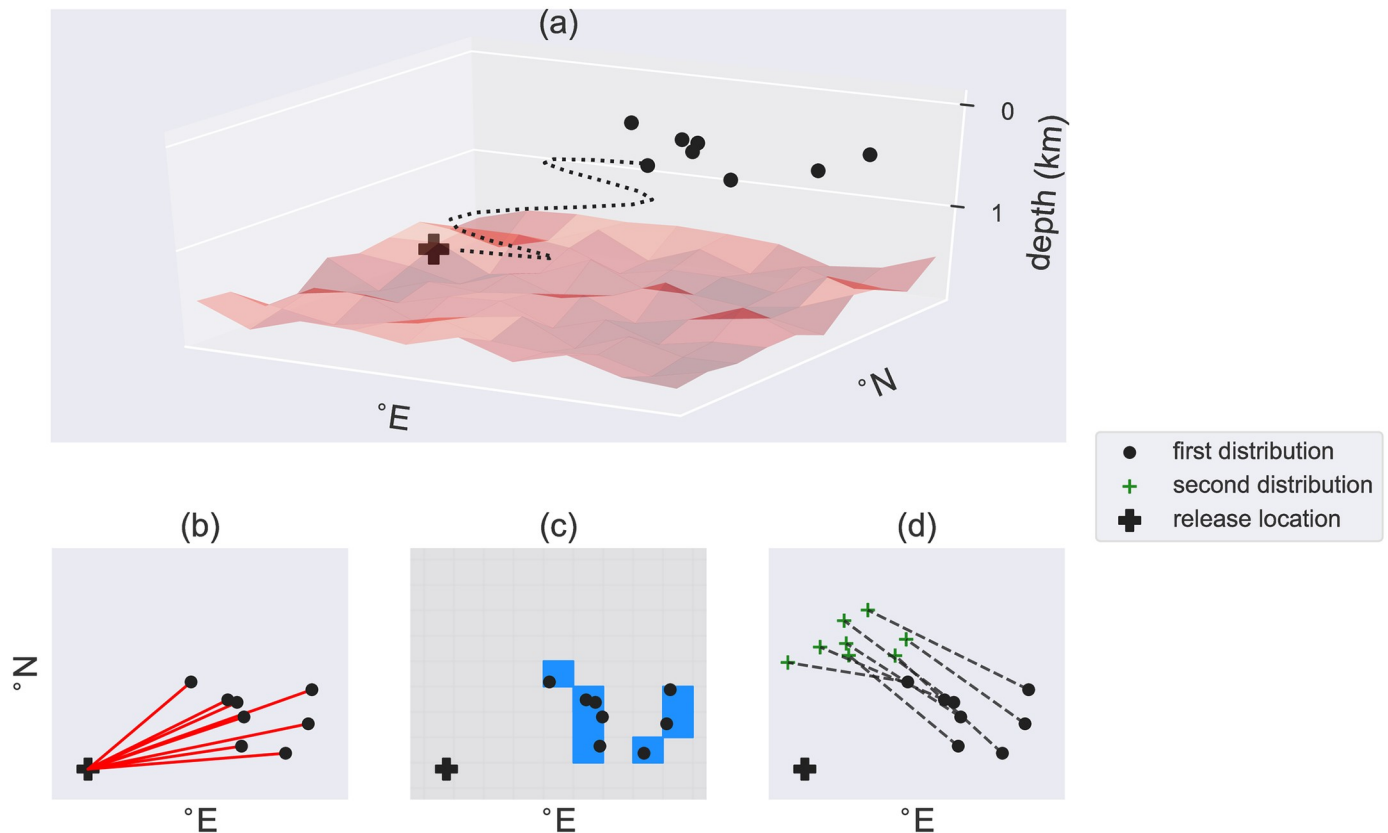 (a)
0
1
depth (km)
°N
°E
first distribution
second distribution
release location
(b)
(c)
(d)
°N
°E
°E
°E